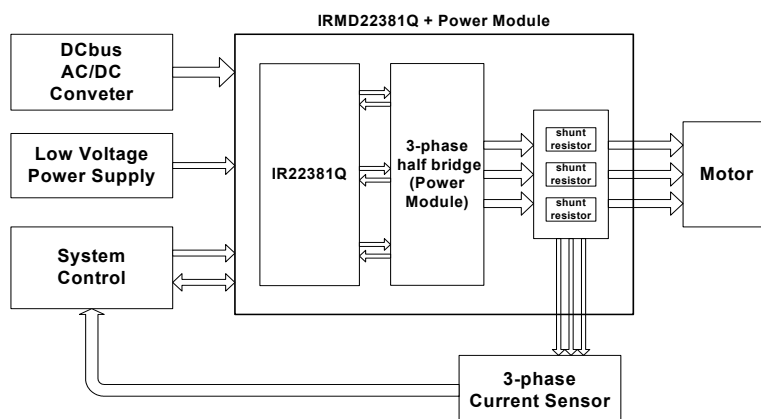 IRMD22381Q + Power Module
DCbus
AC/DC
Conveter
Low Voltage
Power Supply
System
Control
IR22381Q
3-phase
half bridge
(Power
Module)
shunt
resistor
shunt
resistor
shunt
resistor
Motor
3-phase
Current Sensor